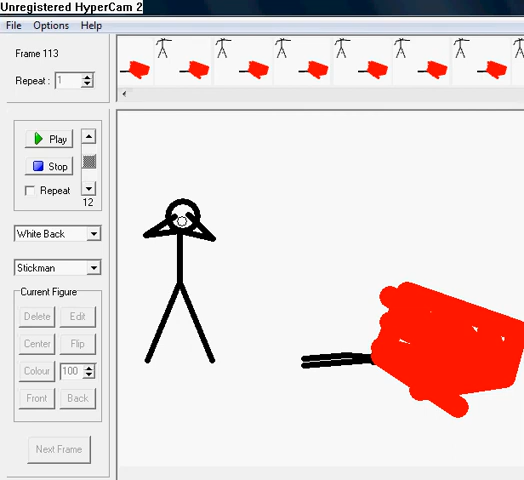 Unregistered HyperCam 2
File Options Help
Frame 113
Repeat : 1
Play
Stop
Repeat
12
White Back
Stickman
Current Figure
Delete Edit
Center Flip
Colour 100
Front Back
Next Frame